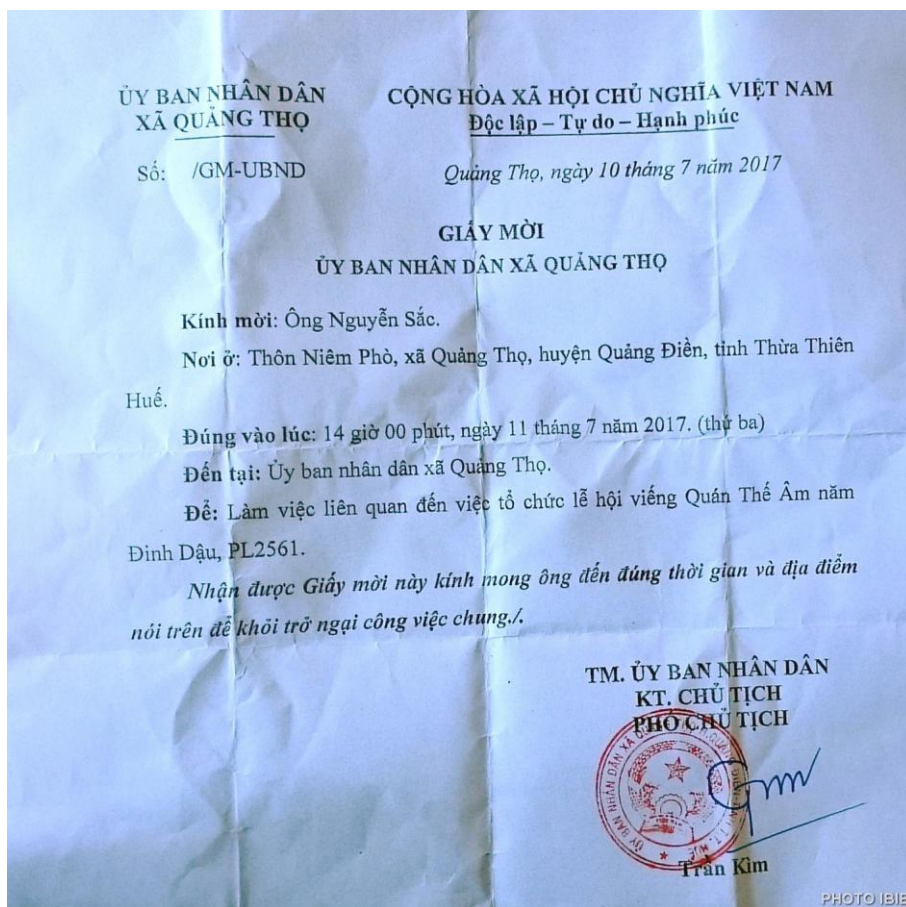 ỦY BAN NHÂN DÂN
XÃ QUẢNG THỌ
CỘNG HÒA XÃ HỘI CHỦ NGHĨA VIỆT NAM
Độc lập – Tự do – Hạnh phúc
Số: /GM-UBND
Quảng Thọ, ngày 10 tháng 7 năm 2017
GIẤY MỜI
ỦY BAN NHÂN DÂN XÃ QUẢNG THỌ
Kính mời: Ông Nguyễn Sắc.
Nơi ở: Thôn Niêm Phò, xã Quảng Thọ, huyện Quảng Điền, tỉnh Thừa Thiên
Huế.
Đúng vào lúc: 14 giờ 00 phút, ngày 11 tháng 7 năm 2017. (thứ ba)
Đến tại: Ủy ban nhân dân xã Quảng Thọ.
Để: Làm việc liên quan đến việc tổ chức lễ hội viếng Quán Thế Âm năm
Đinh Dậu, PL2561.
Nhận được Giấy mời này kính mong ông đến đúng thời gian và địa điểm
nói trên để khỏi trở ngại công việc chung./.
TM. ỦY BAN NHÂN DÂN
KT. CHỦ TỊCH
PHÓ CHỦ TỊCH
ỦY BAN NHÂN DÂN XÃ
Trần Kìm
PHOTO IBIB